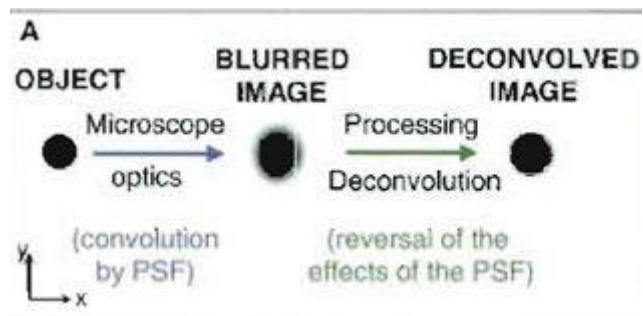 A
OBJECT
BLURRED
IMAGE
DECONVOLVED
IMAGE
Microscope
optics
Processing
Deconvolution
(convolution
by PSF)
(reversal of the
effects of the PSF)
y
x